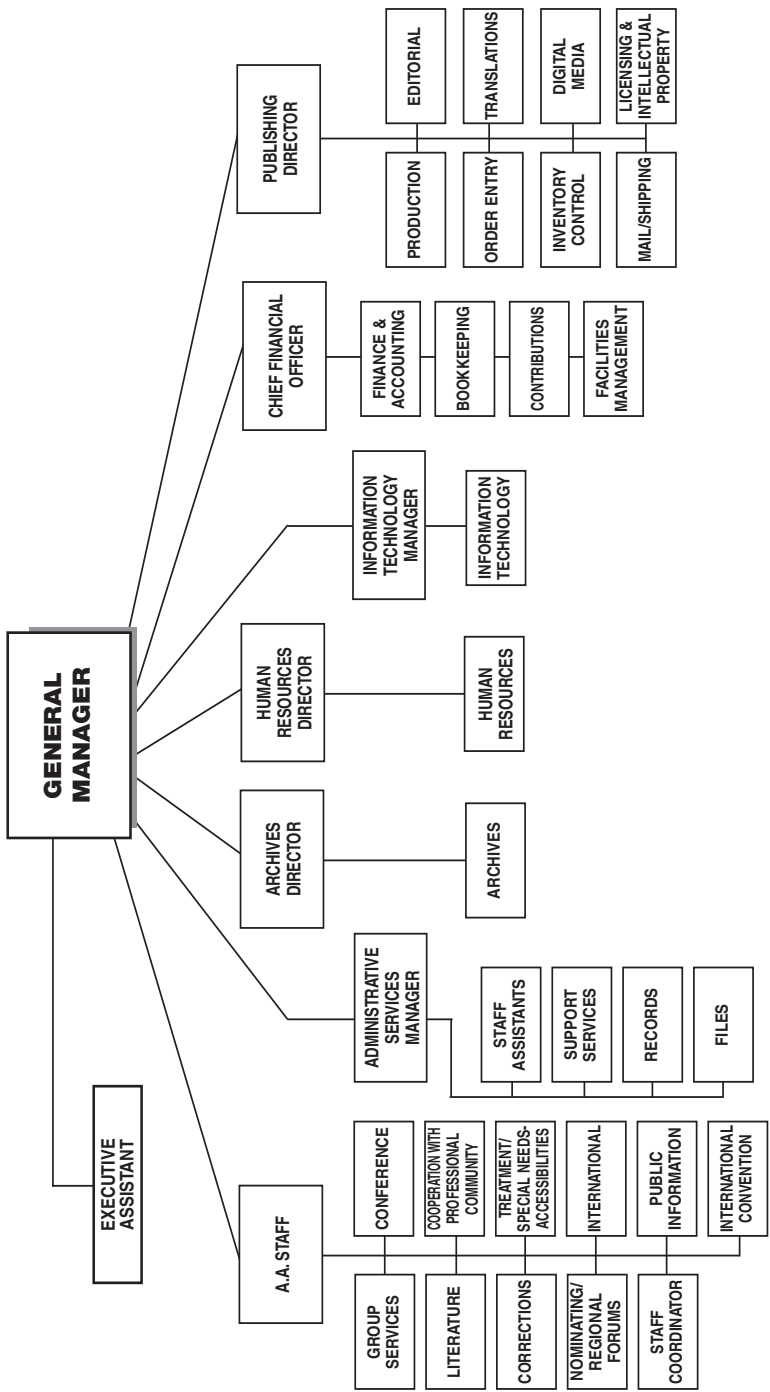 GENERAL
MANAGER
EXECUTIVE
ASSISTANT
A.A. STAFF
GROUP
SERVICES
CONFERENCE
LITERATURE
COOPERATION WITH
PROFESSIONAL
COMMUNITY
CORRECTIONS
TREATMENT/
SPECIAL NEEDS-
ACCESSIBILITIES
NOMINATING/
REGIONAL
FORUMS
INTERNATIONAL
STAFF
COORDINATOR
PUBLIC
INFORMATION
INTERNATIONAL
CONVENTION
ADMINISTRATIVE
SERVICES
MANAGER
STAFF
ASSISTANTS
SUPPORT
SERVICES
RECORDS
FILES
ARCHIVES
DIRECTOR
ARCHIVES
HUMAN
RESOURCES
DIRECTOR
HUMAN
RESOURCES
INFORMATION
TECHNOLOGY
MANAGER
INFORMATION
TECHNOLOGY
CHIEF FINANCIAL
OFFICER
FINANCE &
ACCOUNTING
BOOKKEEPING
CONTRIBUTIONS
FACILITIES
MANAGEMENT
PUBLISHING
DIRECTOR
PRODUCTION
EDITORIAL
ORDER ENTRY
TRANSLATIONS
INVENTORY
CONTROL
DIGITAL
MEDIA
MAIL/SHIPPING
LICENSING &
INTELLECTUAL
PROPERTY